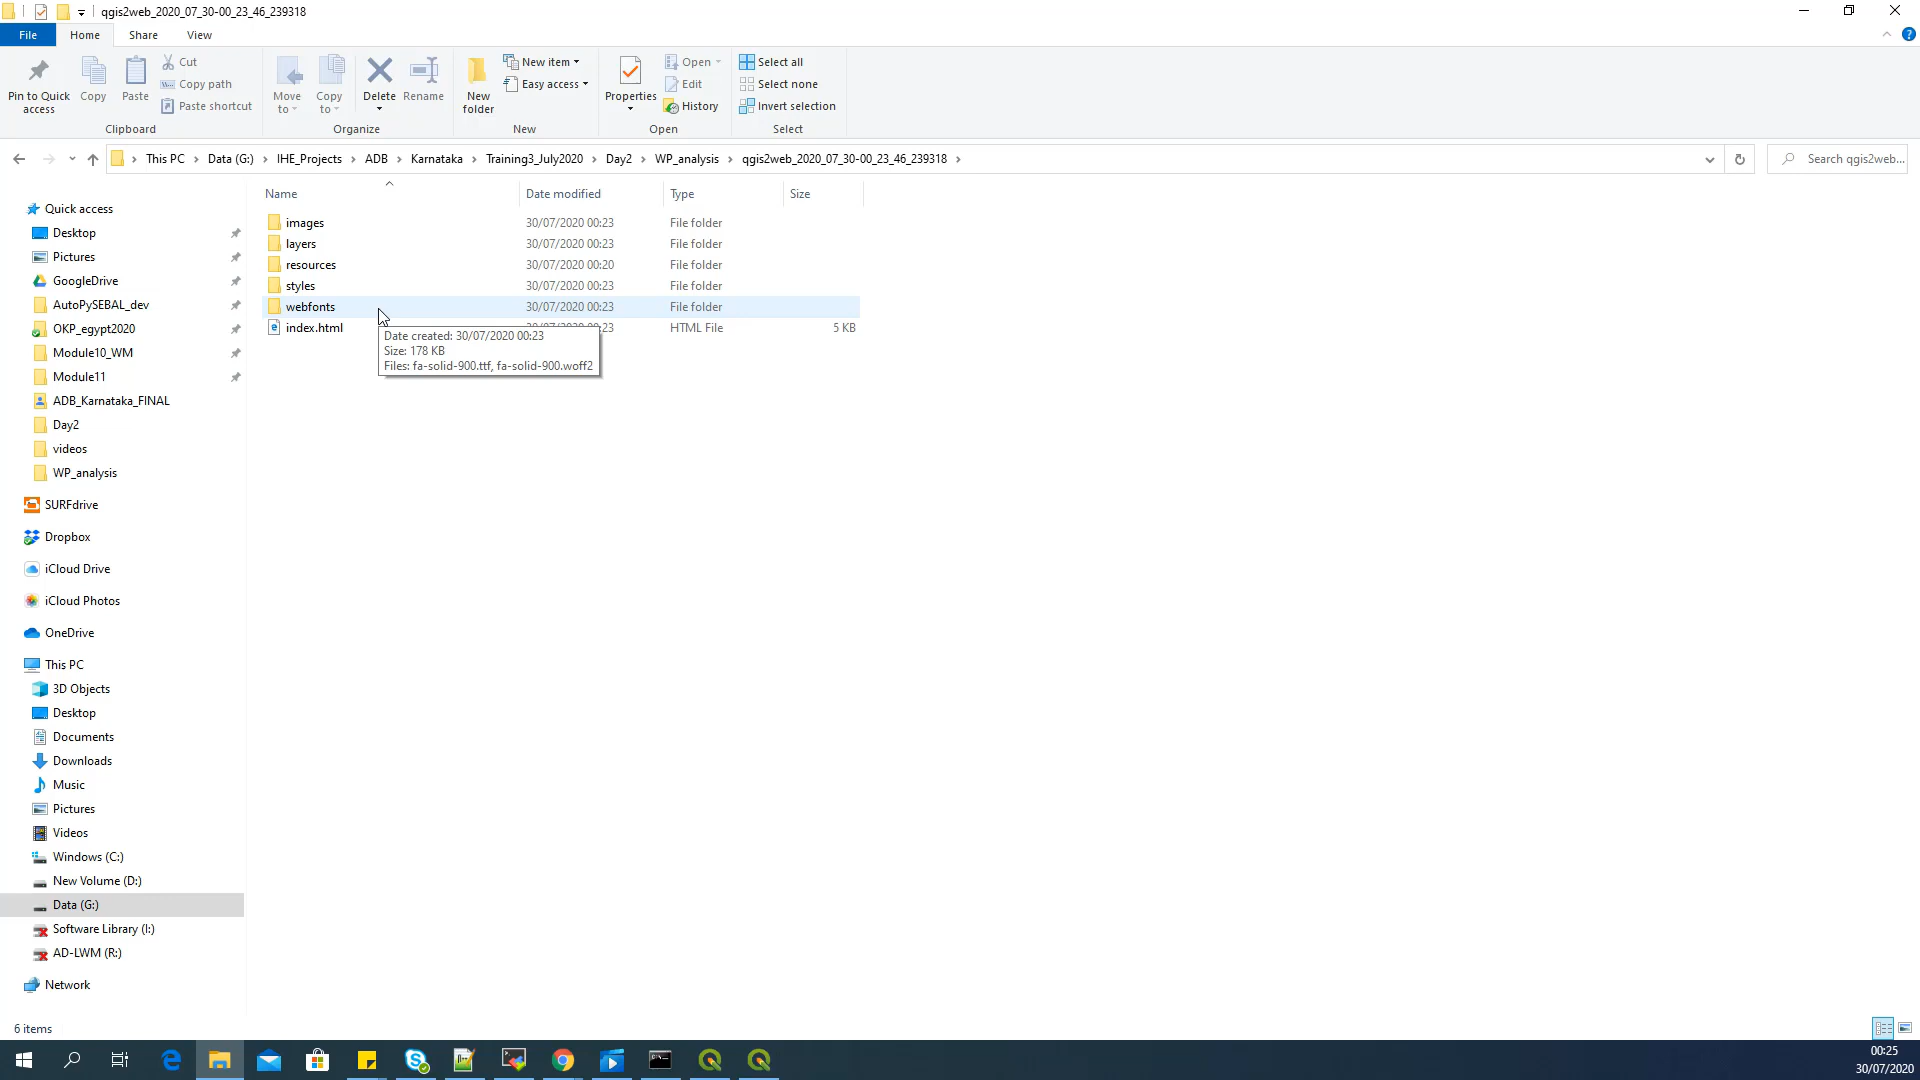 qgis2web_2020_07_30-00_23_46_239318
File Home Share View
Pin to Quick access
Copy
Paste
Cut
Copy path
Paste shortcut
Clipboard
Move to
Copy to
Delete
Rename
Organize
New folder
New item
Easy access
New
Properties
Open
Edit
History
Open
Select all
Select none
Invert selection
Select
This PC > Data (G:) > IHE_Projects > ADB > Karnataka > Training3_July2020 > Day2 > WP_analysis > qgis2web_2020_07_30-00_23_46_239318 >
Search qgis2web...
Name Date modified Type Size
images 30/07/2020 00:23 File folder
layers 30/07/2020 00:23 File folder
resources 30/07/2020 00:20 File folder
styles 30/07/2020 00:23 File folder
webfonts 30/07/2020 00:23 File folder
index.html HTML File 5 KB
Date created: 30/07/2020 00:23
Size: 178 KB
Files: fa-solid-900.ttf, fa-solid-900.woff2
Quick access
Desktop
Pictures
GoogleDrive
AutoPySEBAL_dev
OKP_egypt2020
Module10_WM
Module11
ADB_Karnataka_FINAL
Day2
videos
WP_analysis
SURFdrive
Dropbox
iCloud Drive
iCloud Photos
OneDrive
This PC
3D Objects
Desktop
Documents
Downloads
Music
Pictures
Videos
Windows (C:)
New Volume (D:)
Data (G:)
Software Library (I:)
AD-LWM (R:)
Network
6 items
00:25
30/07/2020